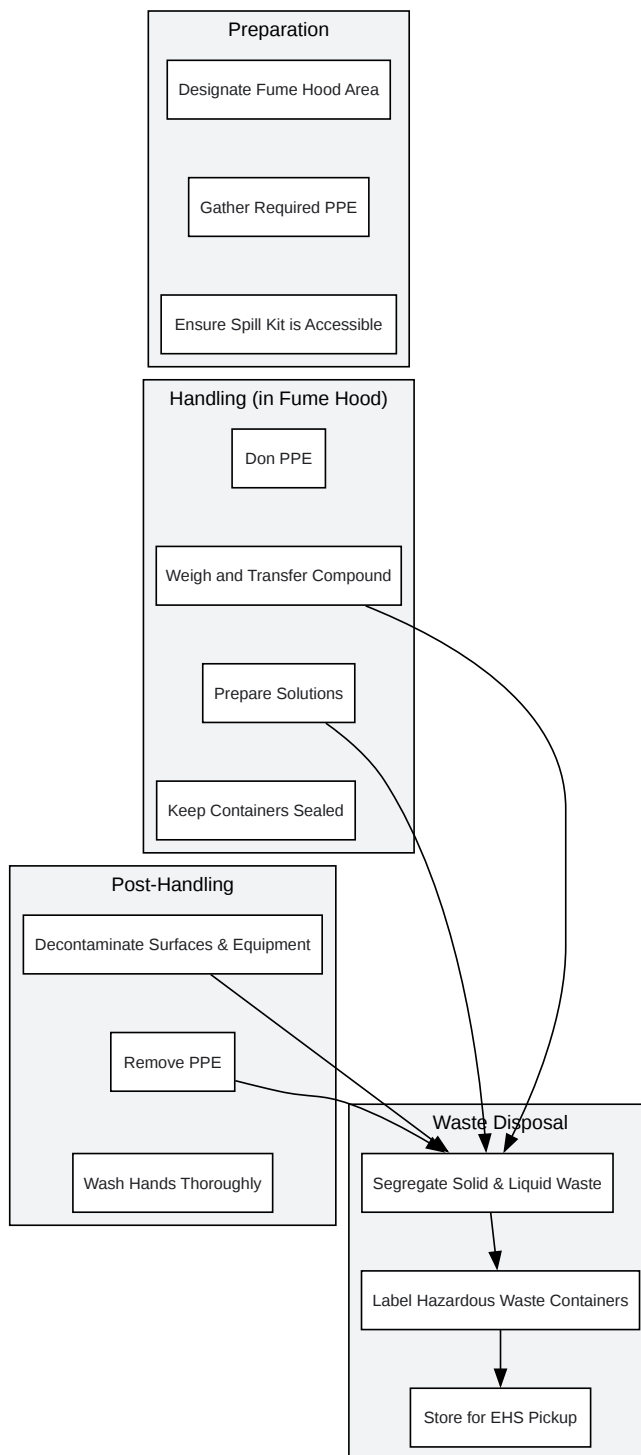 Preparation
Designate Fume Hood Area
Gather Required PPE
Ensure Spill Kit is Accessible
Handling (in Fume Hood)
Don PPE
Weigh and Transfer Compound
Prepare Solutions
Keep Containers Sealed
Post-Handling
Decontaminate Surfaces & Equipment
Remove PPE
Wash Hands Thoroughly
Waste Disposal
Segregate Solid & Liquid Waste
Label Hazardous Waste Containers
Store for EHS Pickup